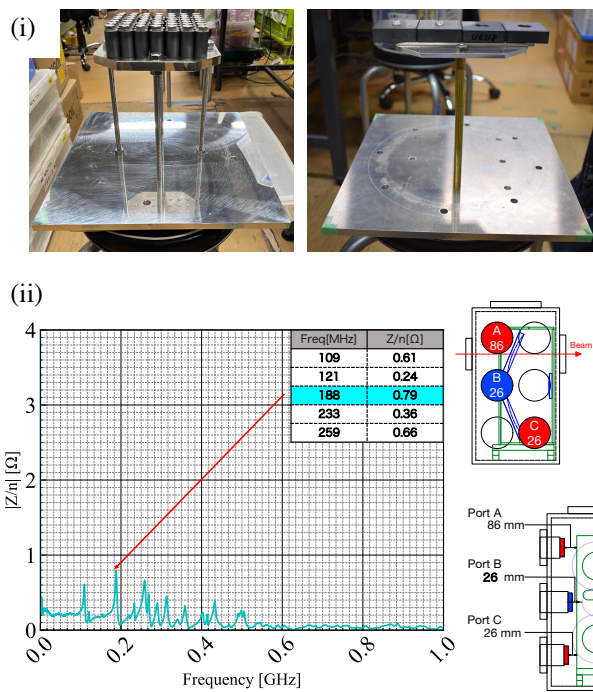 (i)
U6378
(ii)
4
3
2
1
0
|Z/n| [Ω]
0.0
0.2
0.4
0.6
0.8
1.0
Frequency [GHz]
Freq[MHz] Z/n[Ω]
109 0.61
121 0.24
188 0.79
233 0.36
259 0.66
A
86
Beam
B
26
C
26
Port A
86 mm
Port B
26 mm
Port C
26 mm